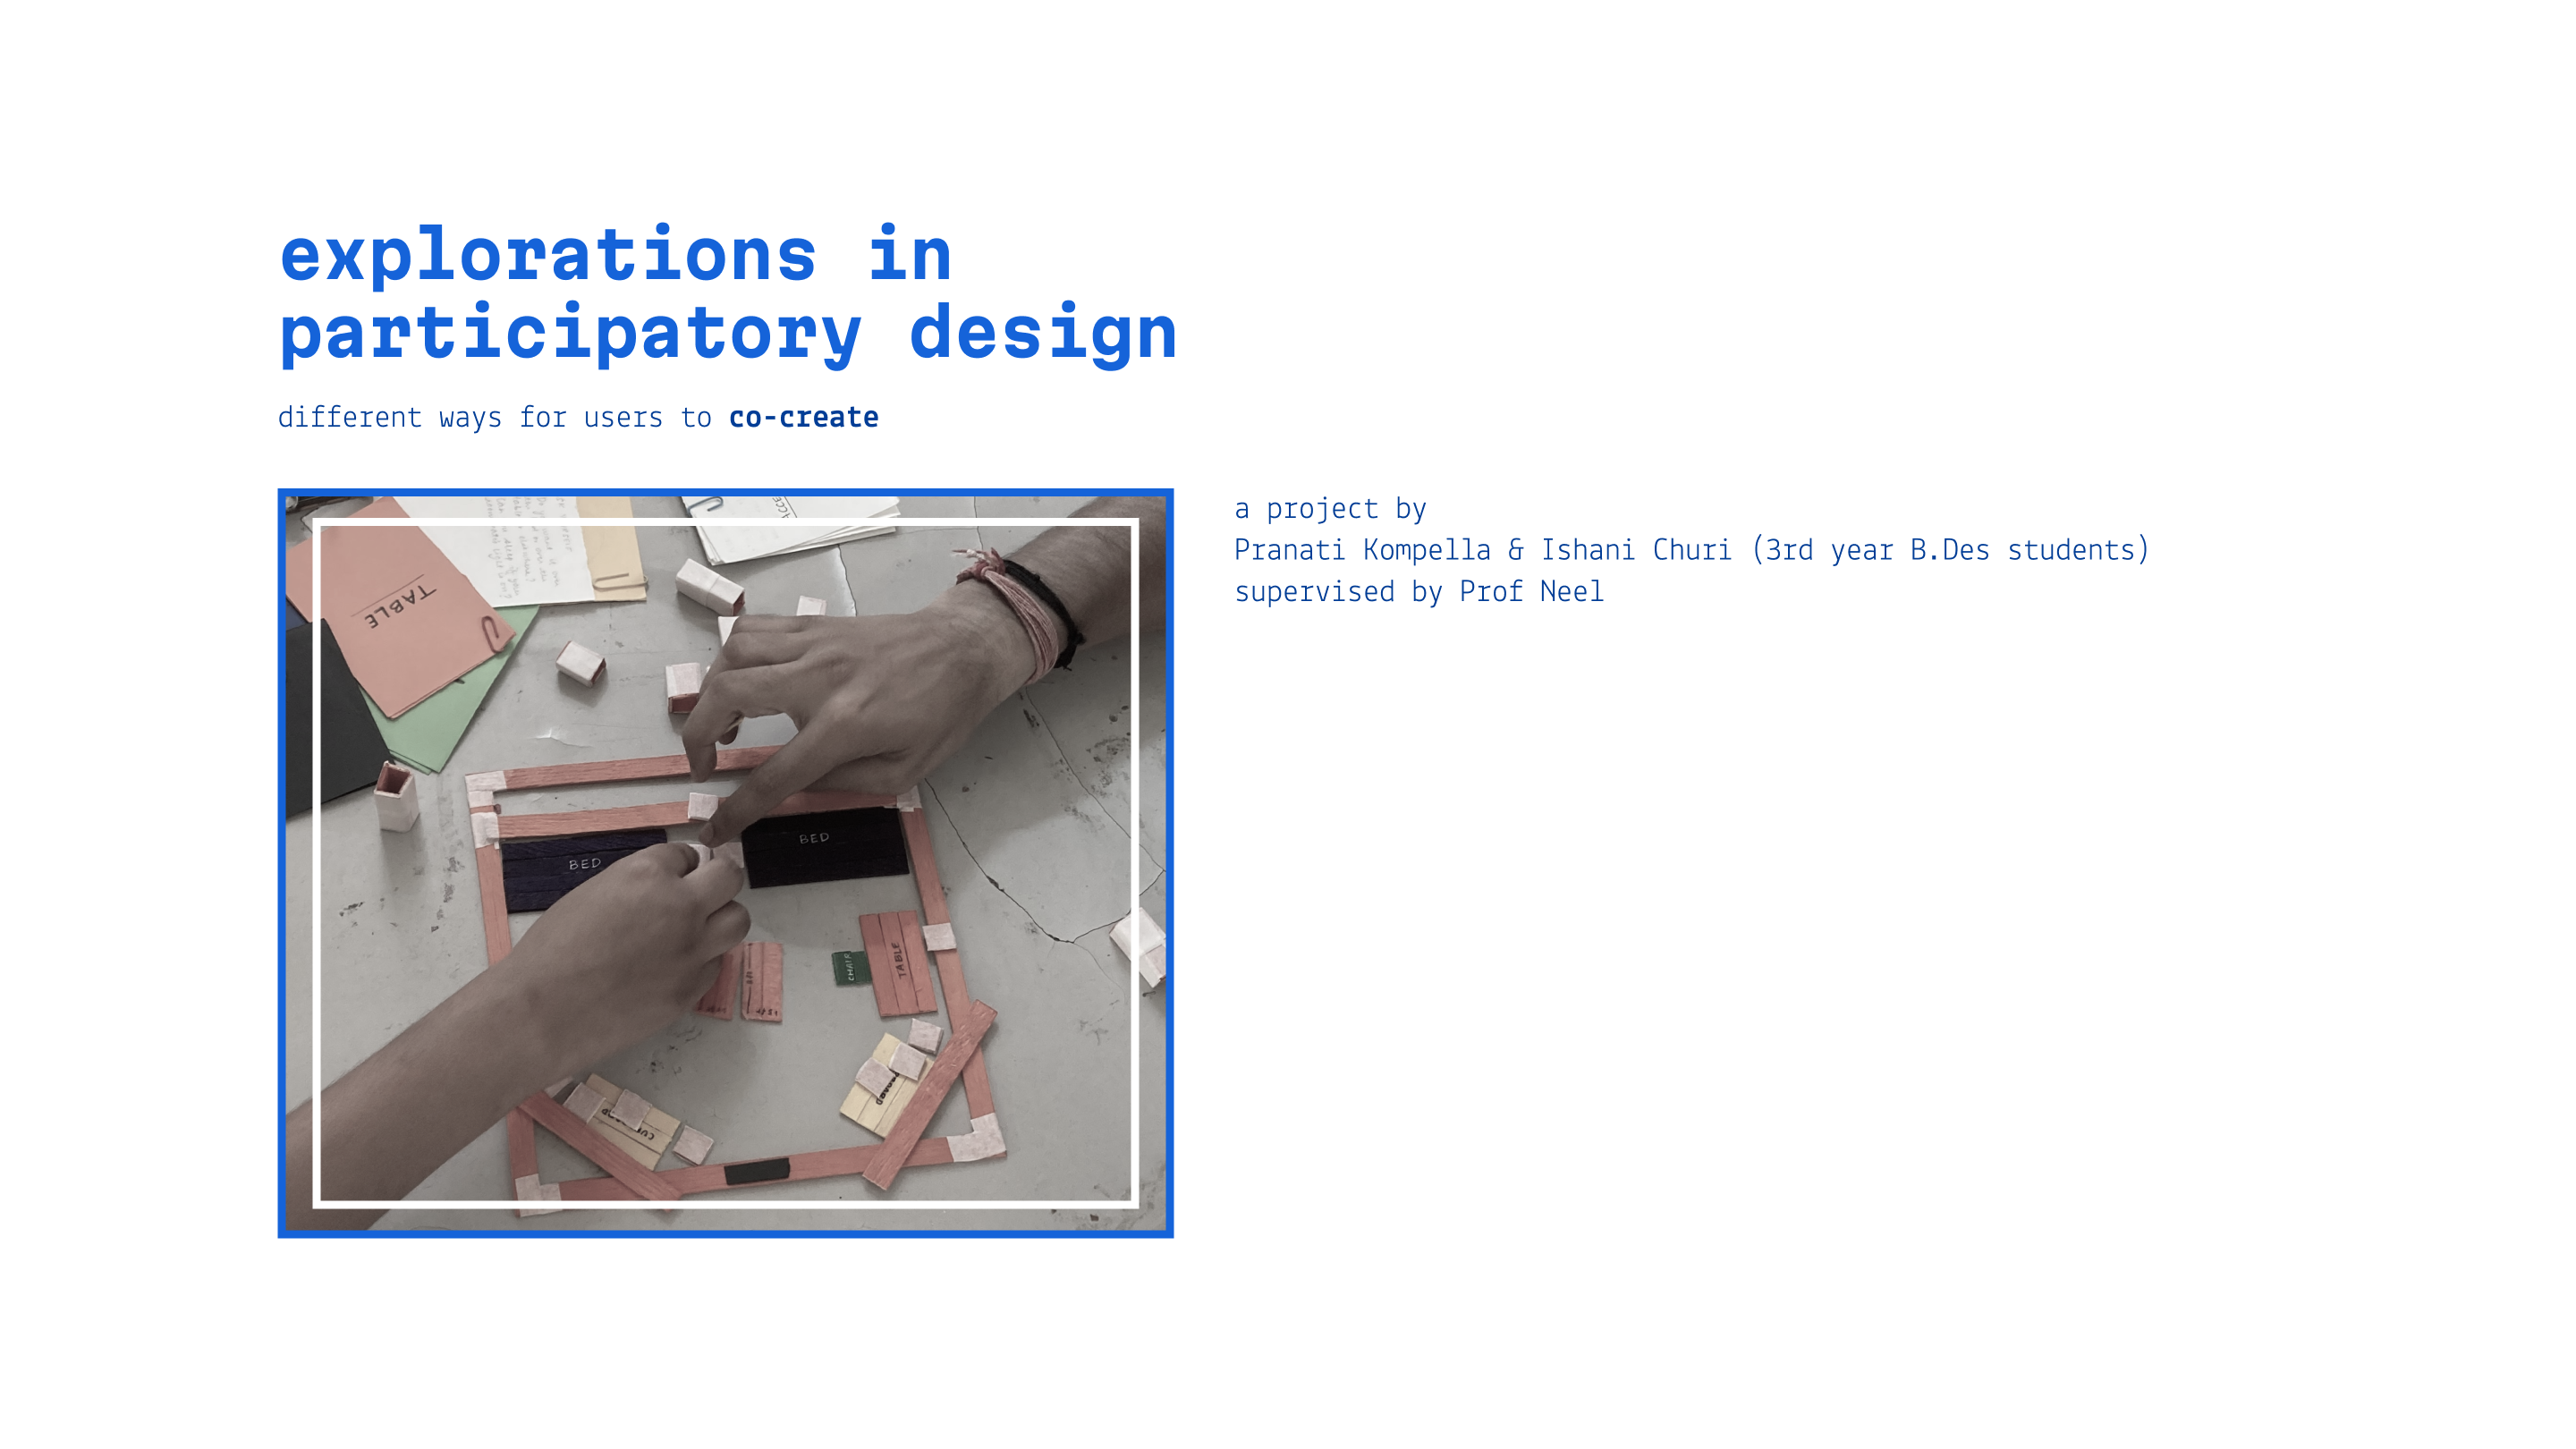 explorations in
participatory design
different ways for users to co-create
a project by
Pranati Kompella & Ishani Churi (3rd year B.Des students)
supervised by Prof Neel
TABLE
BED
BED
CHAIR
TABLE